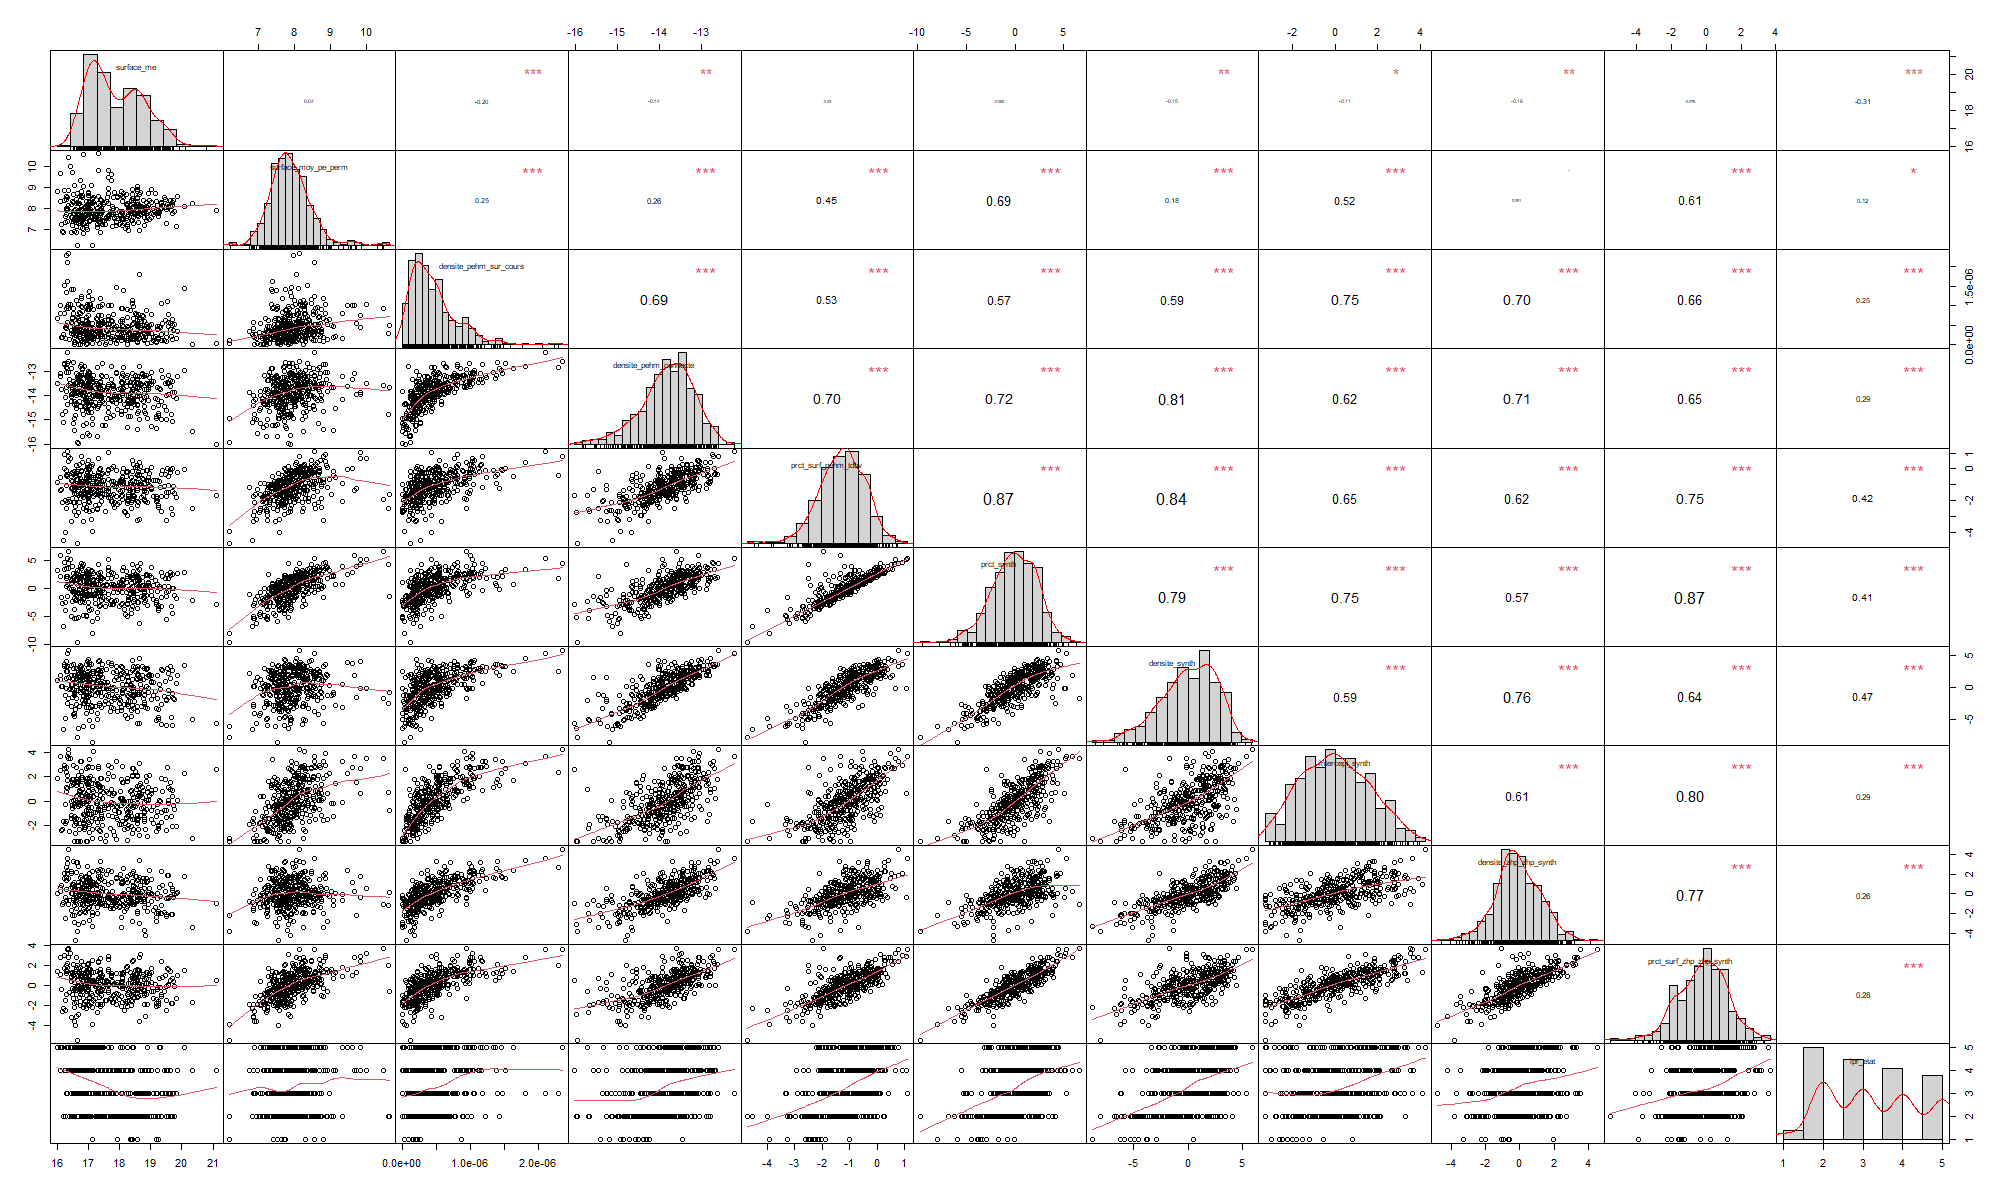 7 8 9 10 -16 -15 -14 -13 -10 -5 0 5 -2 0 2 4 -4 -2 0 2 4
surface_me 0.04 *** -0.20 ** -0.14 ** -0.15 * -0.11 ** -0.16 *** -0.31 16 18 20
7 8 9 10 surface_moy_pe_perm *** 0.25 *** 0.26 *** 0.45 *** 0.69 *** 0.18 *** 0.52 . *** 0.61 * 0.12
densite_pehm_sur_cours *** 0.69 *** 0.53 *** 0.57 *** 0.59 *** 0.75 *** 0.70 *** 0.66 *** 0.25 0.0e+00 1.5e-06
-16 -15 -14 -13 densite_pehm_connecte *** 0.70 *** 0.72 *** 0.81 *** 0.62 *** 0.71 *** 0.65 *** 0.29
prct_surf_pehm_totw *** 0.87 *** 0.84 *** 0.65 *** 0.62 *** 0.75 *** 0.42 -4 -2 0 1
-10 -5 0 5 prct_synth *** 0.79 *** 0.75 *** 0.57 *** 0.87 *** 0.41
densite_synth *** 0.59 *** 0.76 *** 0.64 *** 0.47 -5 0 5
-2 0 2 4 intercept_synth *** 0.61 *** 0.80 *** 0.29
densite_zhp_zhp_synth *** 0.77 *** 0.26 -4 -2 0 2 4
-4 -2 0 2 4 prct_surf_zhp_zhp_synth *** 0.28
ipr_etat 1 2 3 4 5
16 17 18 19 20 21 0.0e+00 1.0e-06 2.0e-06 -4 -3 -2 -1 0 1 -5 0 5 -4 -2 0 2 4 1 2 3 4 5